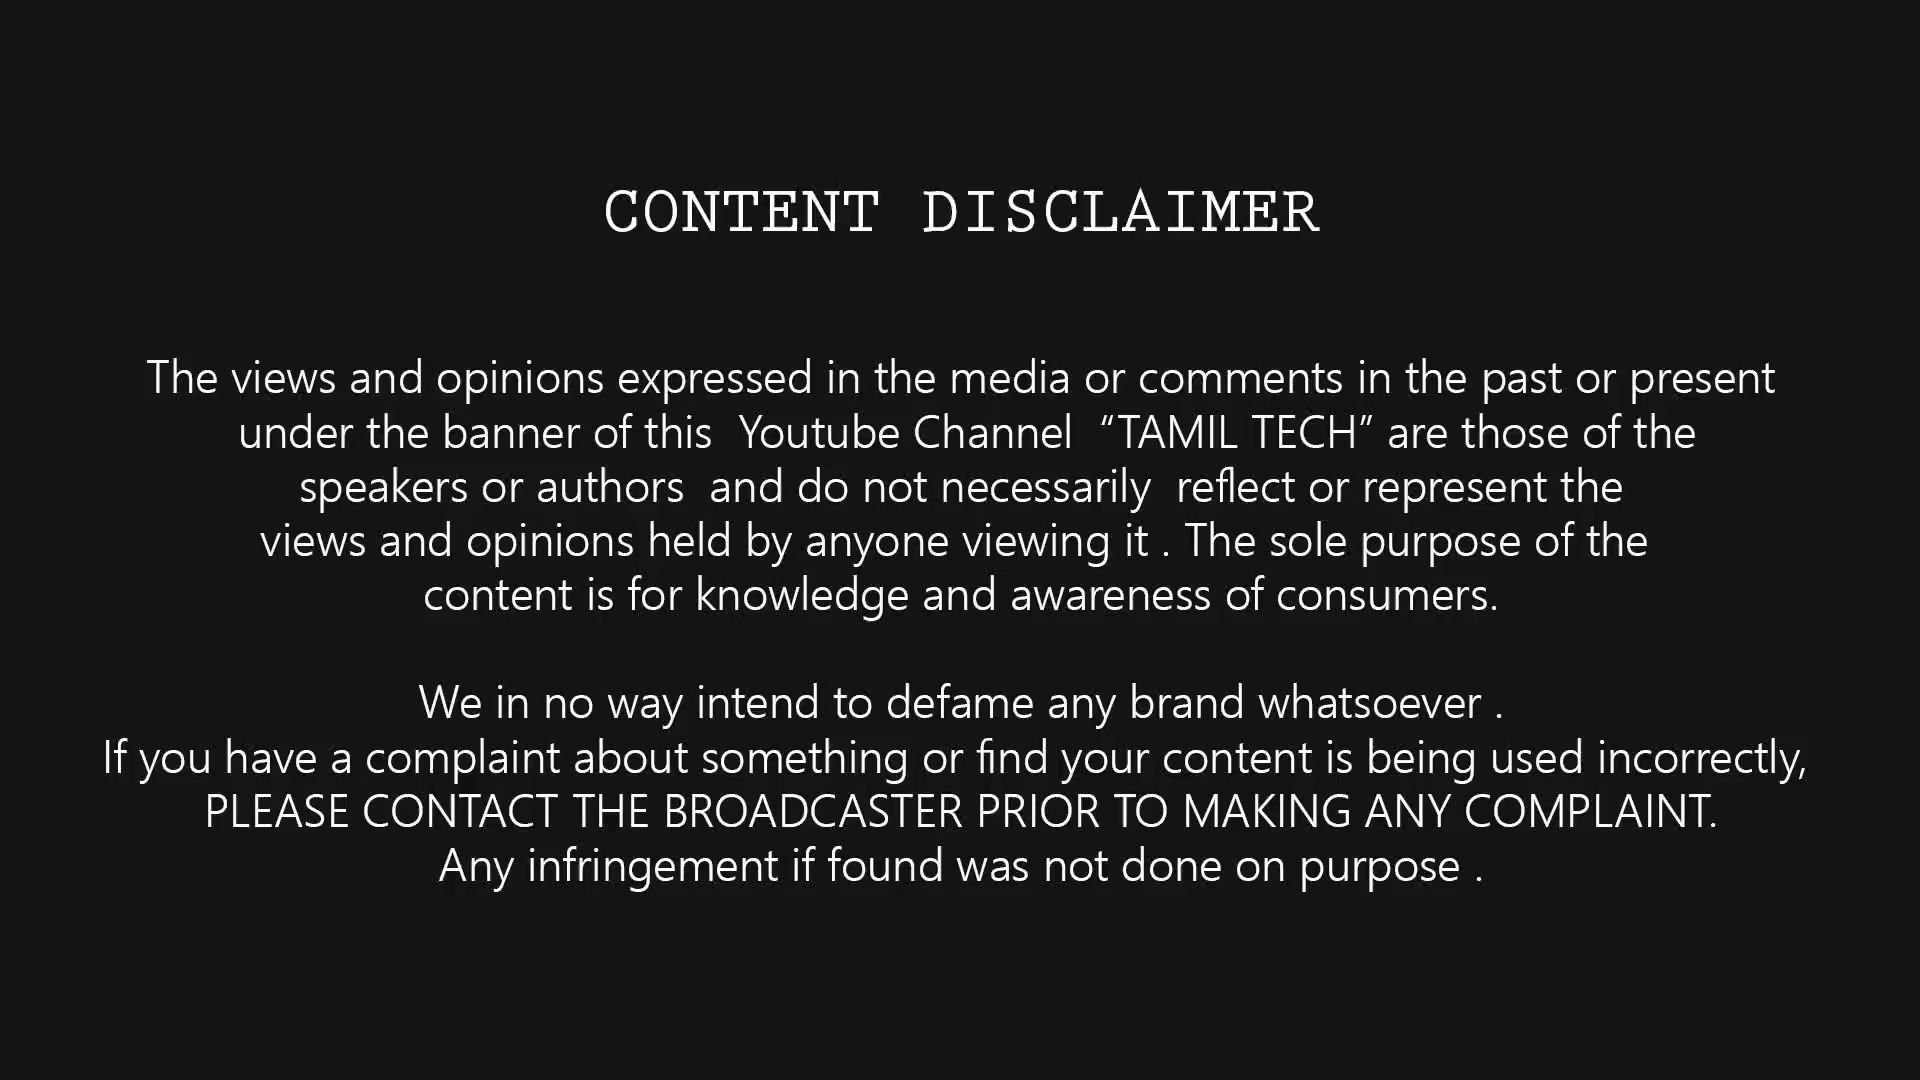 CONTENT DISCLAIMER
The views and opinions expressed in the media or comments in the past or present
under the banner of this Youtube Channel “TAMIL TECH” are those of the
speakers or authors and do not necessarily reflect or represent the
views and opinions held by anyone viewing it . The sole purpose of the
content is for knowledge and awareness of consumers.
We in no way intend to defame any brand whatsoever .
If you have a complaint about something or find your content is being used incorrectly,
PLEASE CONTACT THE BROADCASTER PRIOR TO MAKING ANY COMPLAINT.
Any infringement if found was not done on purpose .